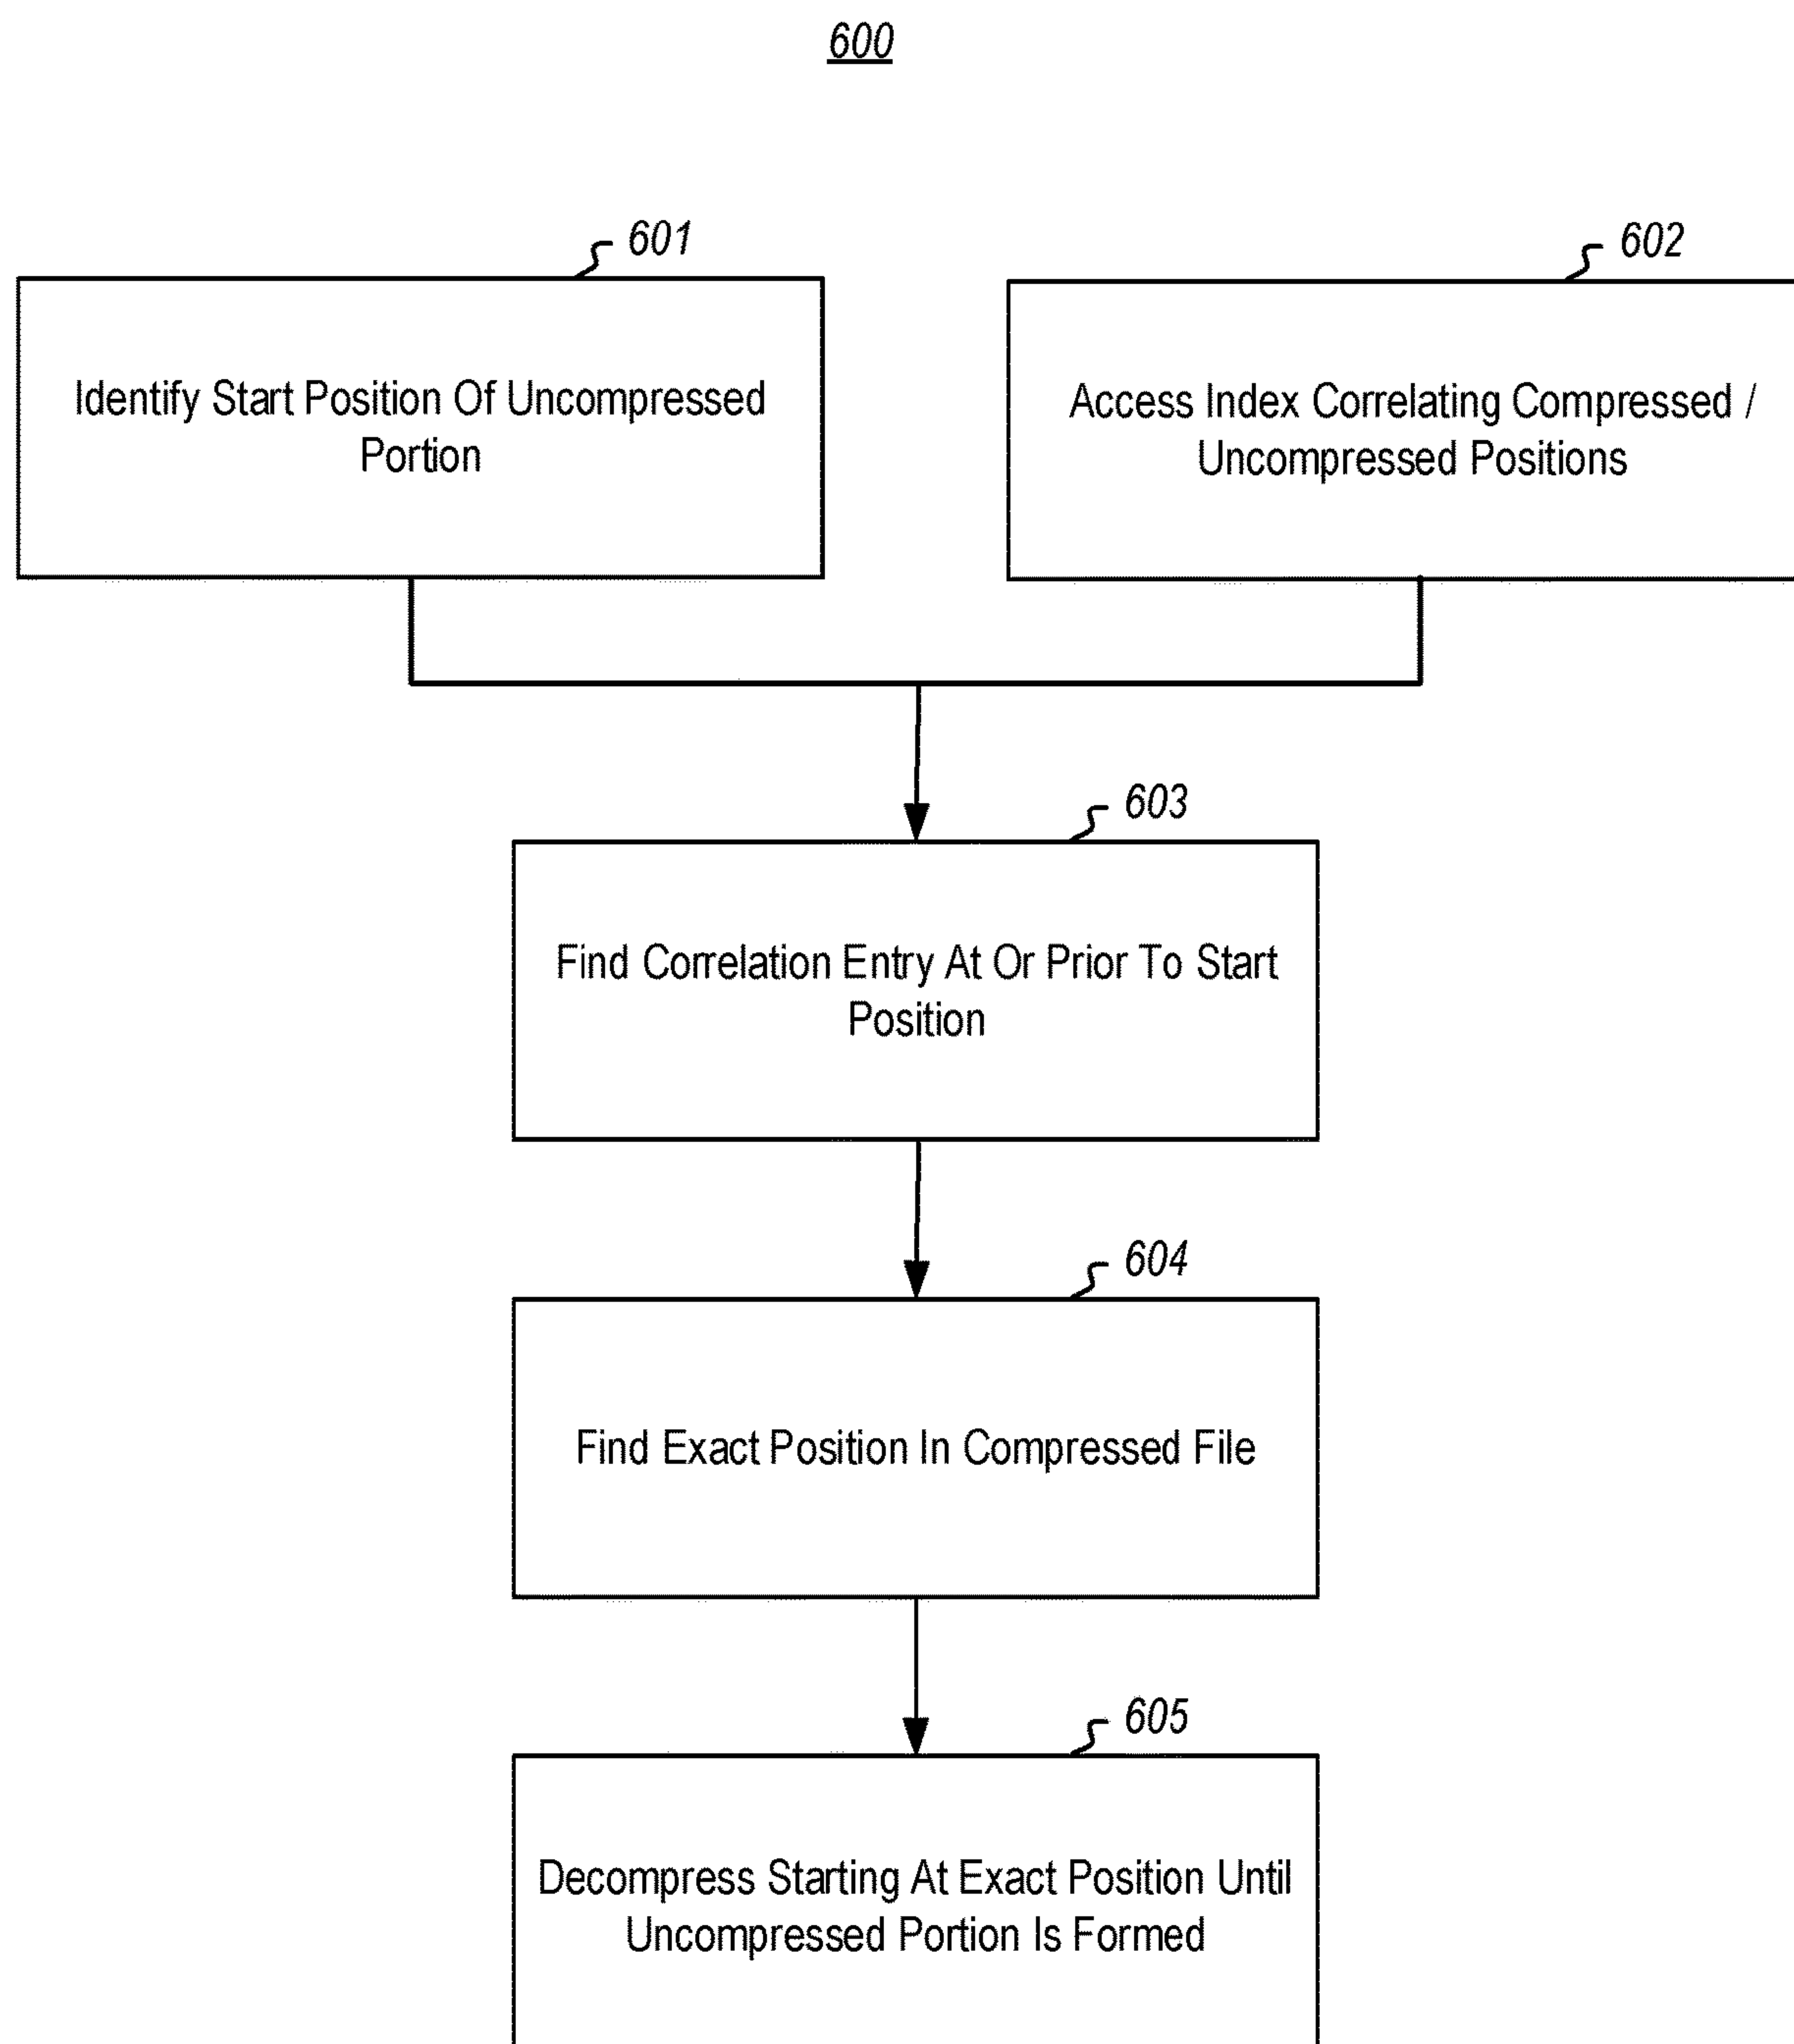 600
601
Identify Start Position Of Uncompressed
Portion
602
Access Index Correlating Compressed /
Uncompressed Positions
603
Find Correlation Entry At Or Prior To Start
Position
604
Find Exact Position In Compressed File
605
Decompress Starting At Exact Position Until
Uncompressed Portion Is Formed